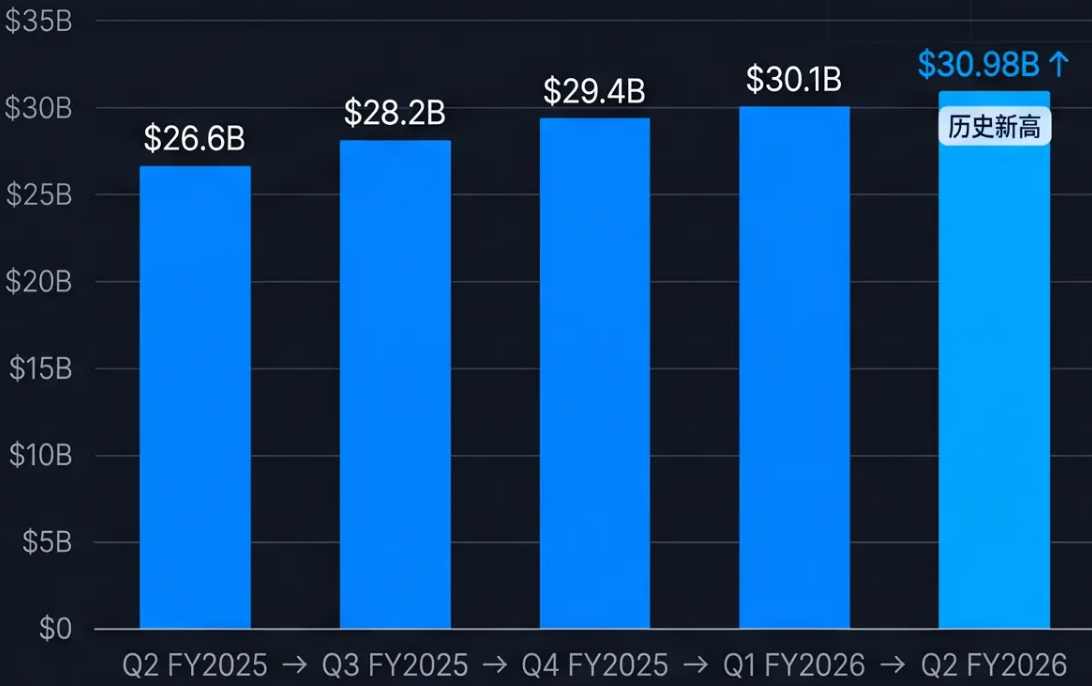 $35B
$30B
$25B
$20B
$15B
$10B
$5B
$0
$26.6B
$28.2B
$29.4B
$30.1B
$30.98B ↑
历史新高
Q2 FY2025 → Q3 FY2025 → Q4 FY2025 → Q1 FY2026 → Q2 FY2026